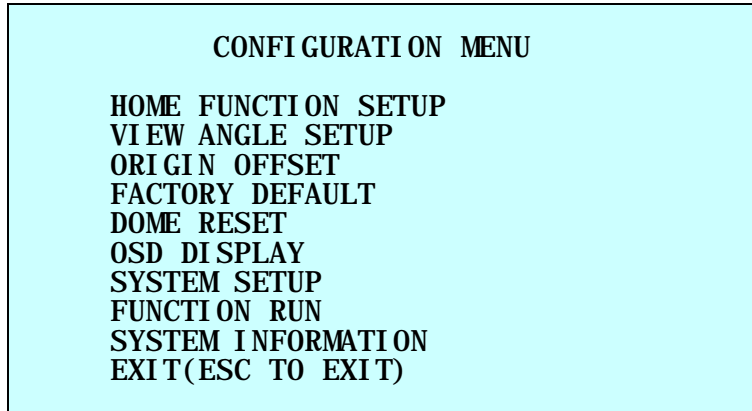 CONFIGURATION MENU
HOME FUNCTION SETUP
VIEW ANGLE SETUP
ORIGIN OFFSET
FACTORY DEFAULT
DOME RESET
OSD DISPLAY
SYSTEM SETUP
FUNCTION RUN
SYSTEM INFORMATION
EXIT(ESC TO EXIT)